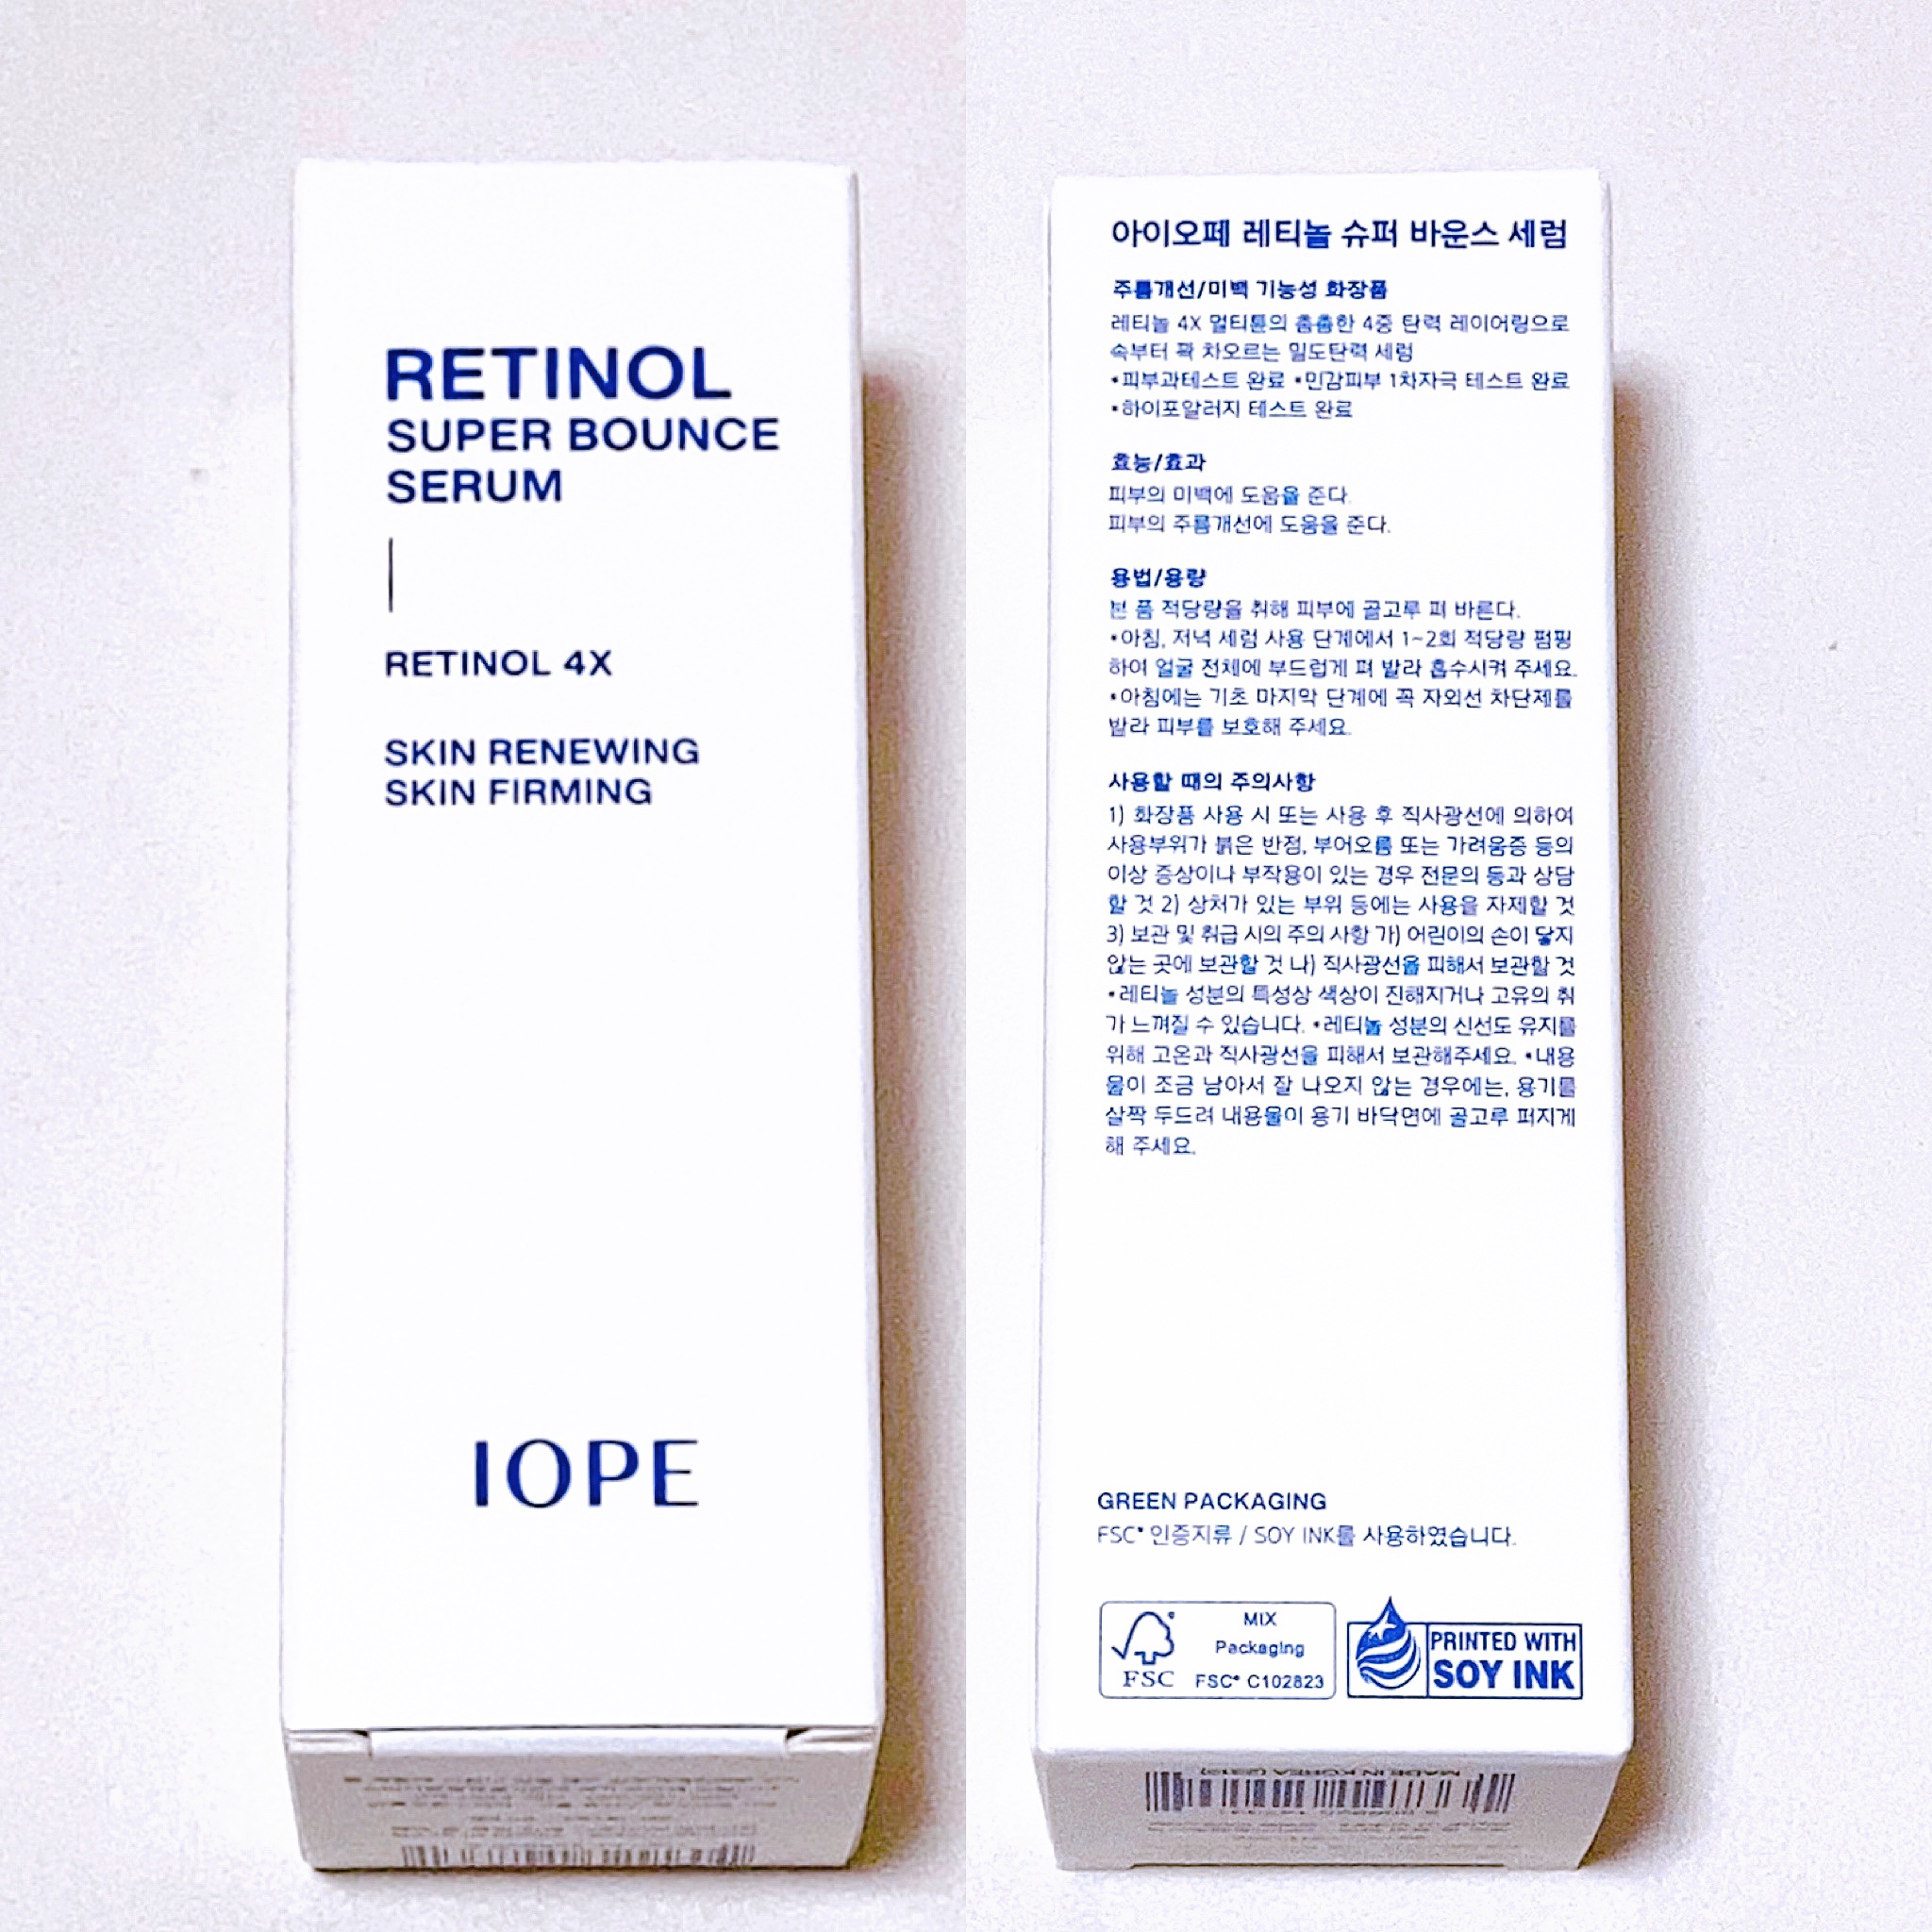 RETINOL
SUPER BOUNCE
SERUM
RETINOL 4X
SKIN RENEWING
SKIN FIRMING
IOPE
아이오페 레티놀 슈퍼 바운스 세럼
주름개선/미백 기능성 화장품
레티놀 4X 멀티튠의 촘촘한 4중 탄력 레이어링으로
속부터 꽉 차오르는 밀도탄력 세럼
•피부과테스트 완료 •민감피부 1차자극 테스트 완료
•하이포알러지 테스트 완료
효능/효과
피부의 미백에 도움을 준다.
피부의 주름개선에 도움을 준다.
용법/용량
본 품 적당량을 취해 피부에 골고루 펴 바른다.
•아침, 저녁 세럼 사용 단계에서 1~2회 적당량 펌핑
하여 얼굴 전체에 부드럽게 펴 발라 흡수시켜 주세요.
•아침에는 기초 마지막 단계에 꼭 자외선 차단제를
발라 피부를 보호해 주세요.
사용할 때의 주의사항
1) 화장품 사용 시 또는 사용 후 직사광선에 의하여
사용부위가 붉은 반점, 부어오름 또는 가려움증 등의
이상 증상이나 부작용이 있는 경우 전문의 등과 상담
할 것 2) 상처가 있는 부위 등에는 사용을 자제할 것
3) 보관 및 취급 시의 주의 사항 가) 어린이의 손이 닿지
않는 곳에 보관할 것 나) 직사광선을 피해서 보관할 것
•레티놀 성분의 특성상 색상이 진해지거나 고유의 취
가 느껴질 수 있습니다. •레티놀 성분의 신선도 유지를
위해 고온과 직사광선을 피해서 보관해주세요. •내용
물이 조금 남아서 잘 나오지 않는 경우에는, 용기를
살짝 두드려 내용물이 용기 바닥면에 골고루 퍼지게
해 주세요.
GREEN PACKAGING
FSC® 인증지류 / SOY INK를 사용하였습니다.
FSC
MIX
Packaging
FSC® C102823
PRINTED WITH
SOY INK
MADE IN KOREA